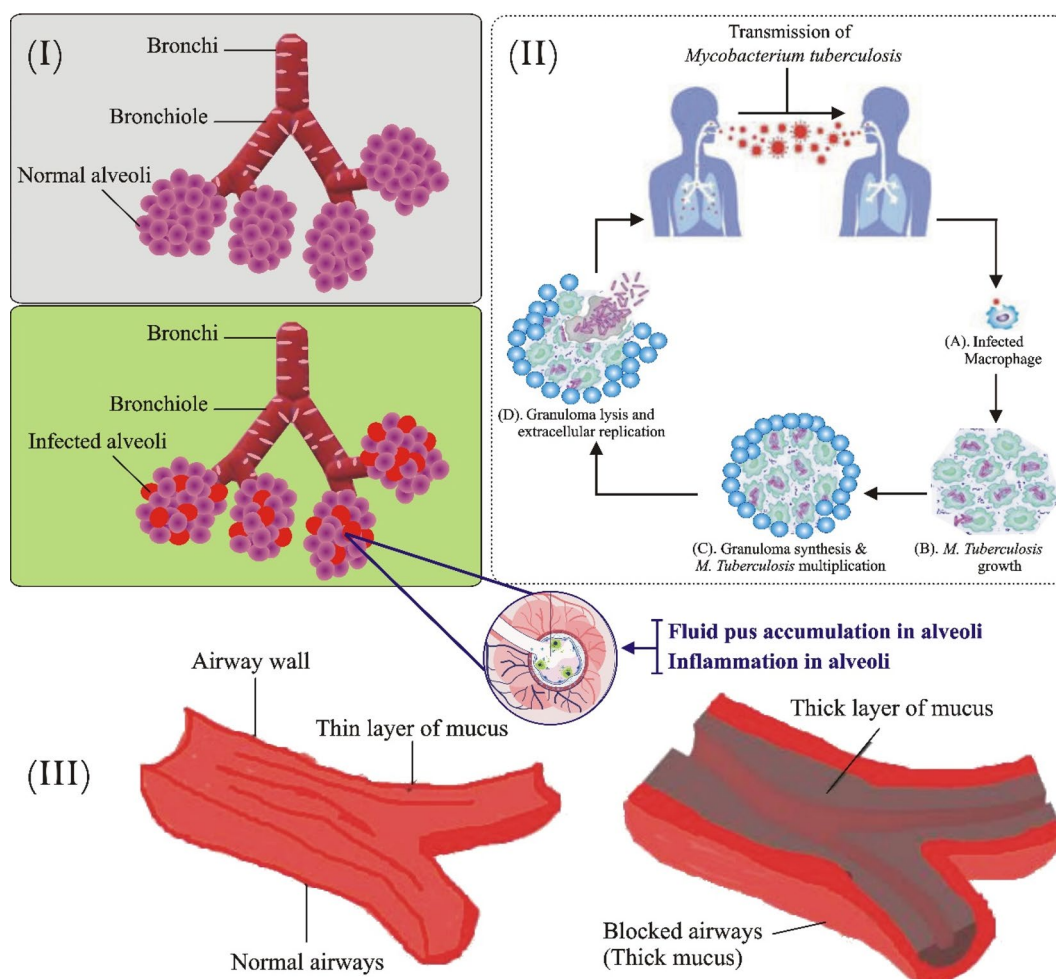 (I)
Bronchi
Bronchiole
Normal alveoli
Bronchi
Bronchiole
Infected alveoli
(II)
Transmission of
Mycobacterium tuberculosis
(A). Infected
Macrophage
(B). M. Tuberculosis
growth
(C). Granuloma synthesis &
M. Tuberculosis multiplication
(D). Granuloma lysis and
extracellular replication
Fluid pus accumulation in alveoli
Inflammation in alveoli
(III)
Airway wall
Thin layer of mucus
Normal airways
Thick layer of mucus
Blocked airways
(Thick mucus)